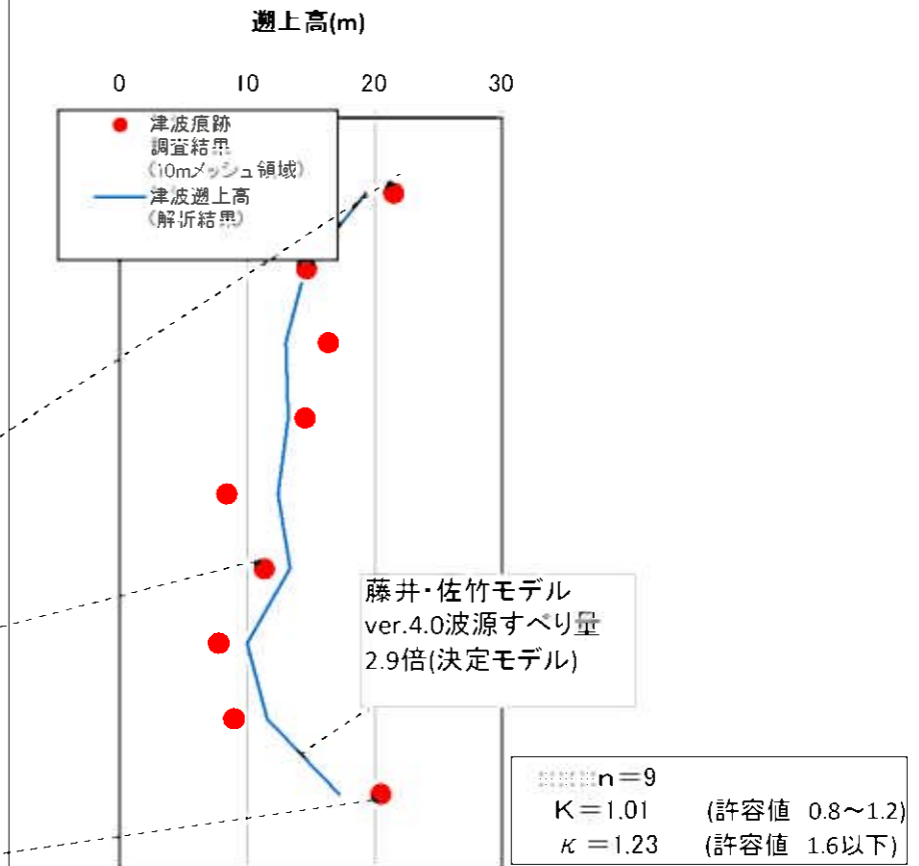 遡上高(m)
0 10 20 30
津波痕跡
調査結果
(10mメッシュ領域)
津波遡上高
(解析結果)
藤井・佐竹モデル
ver.4.0波源すべり量
2.9倍(決定モデル)
n=9
K=1.01 (許容値 0.8~1.2)
κ=1.23 (許容値 1.6以下)